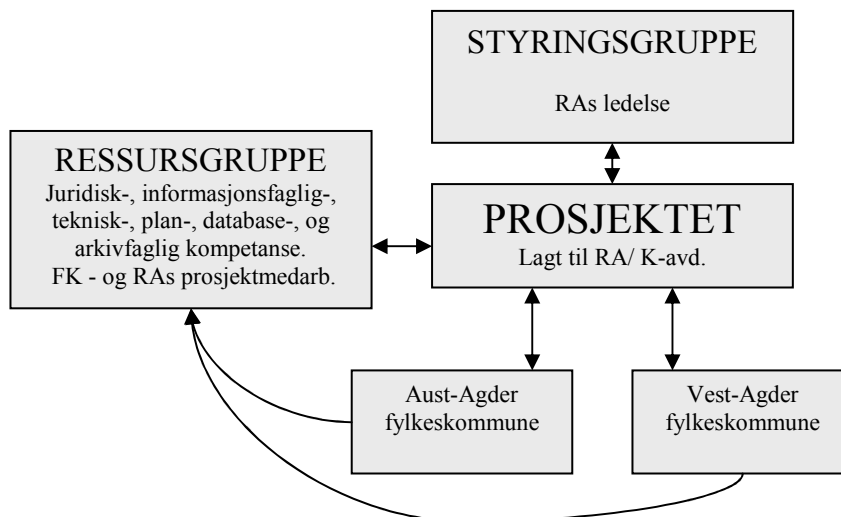 STYRINGSGRUPPE
RAs ledelse
RESSURSGRUPPE
Juridisk-, informasjonsfaglig-,
teknisk-, plan-, database-, og
arkivfaglig kompetanse.
FK - og RAs prosjektmedarb.
PROSJEKTET
Lagt til RA/ K-avd.
Aust-Agder
fylkeskommune
Vest-Agder
fylkeskommune